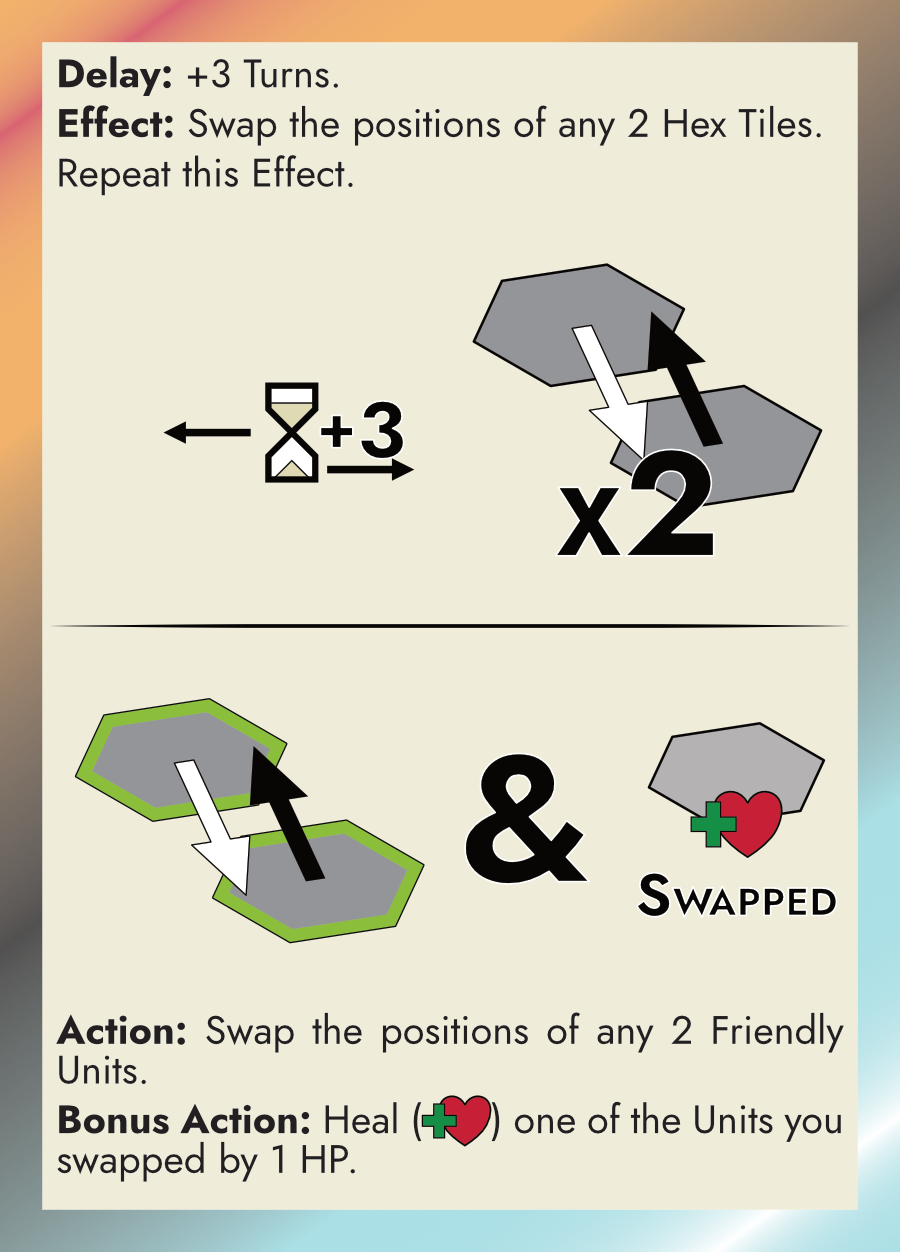 Delay: +3 Turns.
Effect: Swap the positions of any 2 Hex Tiles.
Repeat this Effect.
+3
x2
&
SWAPPED
Action: Swap the positions of any 2 Friendly
Units.
Bonus Action: Heal () one of the Units you
swapped by 1 HP.